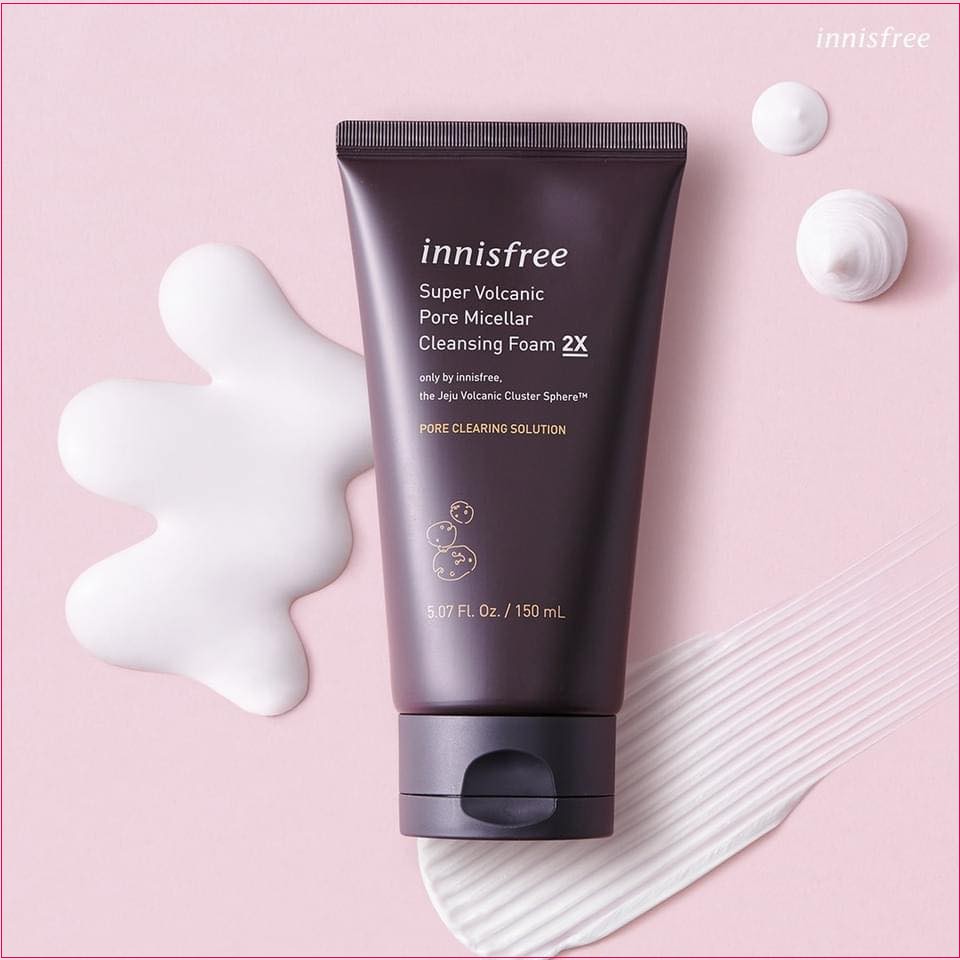 innisfree
innisfree
Super Volcanic
Pore Micellar
Cleansing Foam 2X
only by innisfree,
the Jeju Volcanic Cluster Sphere™
PORE CLEARING SOLUTION
5.07 Fl. Oz. / 150 mL